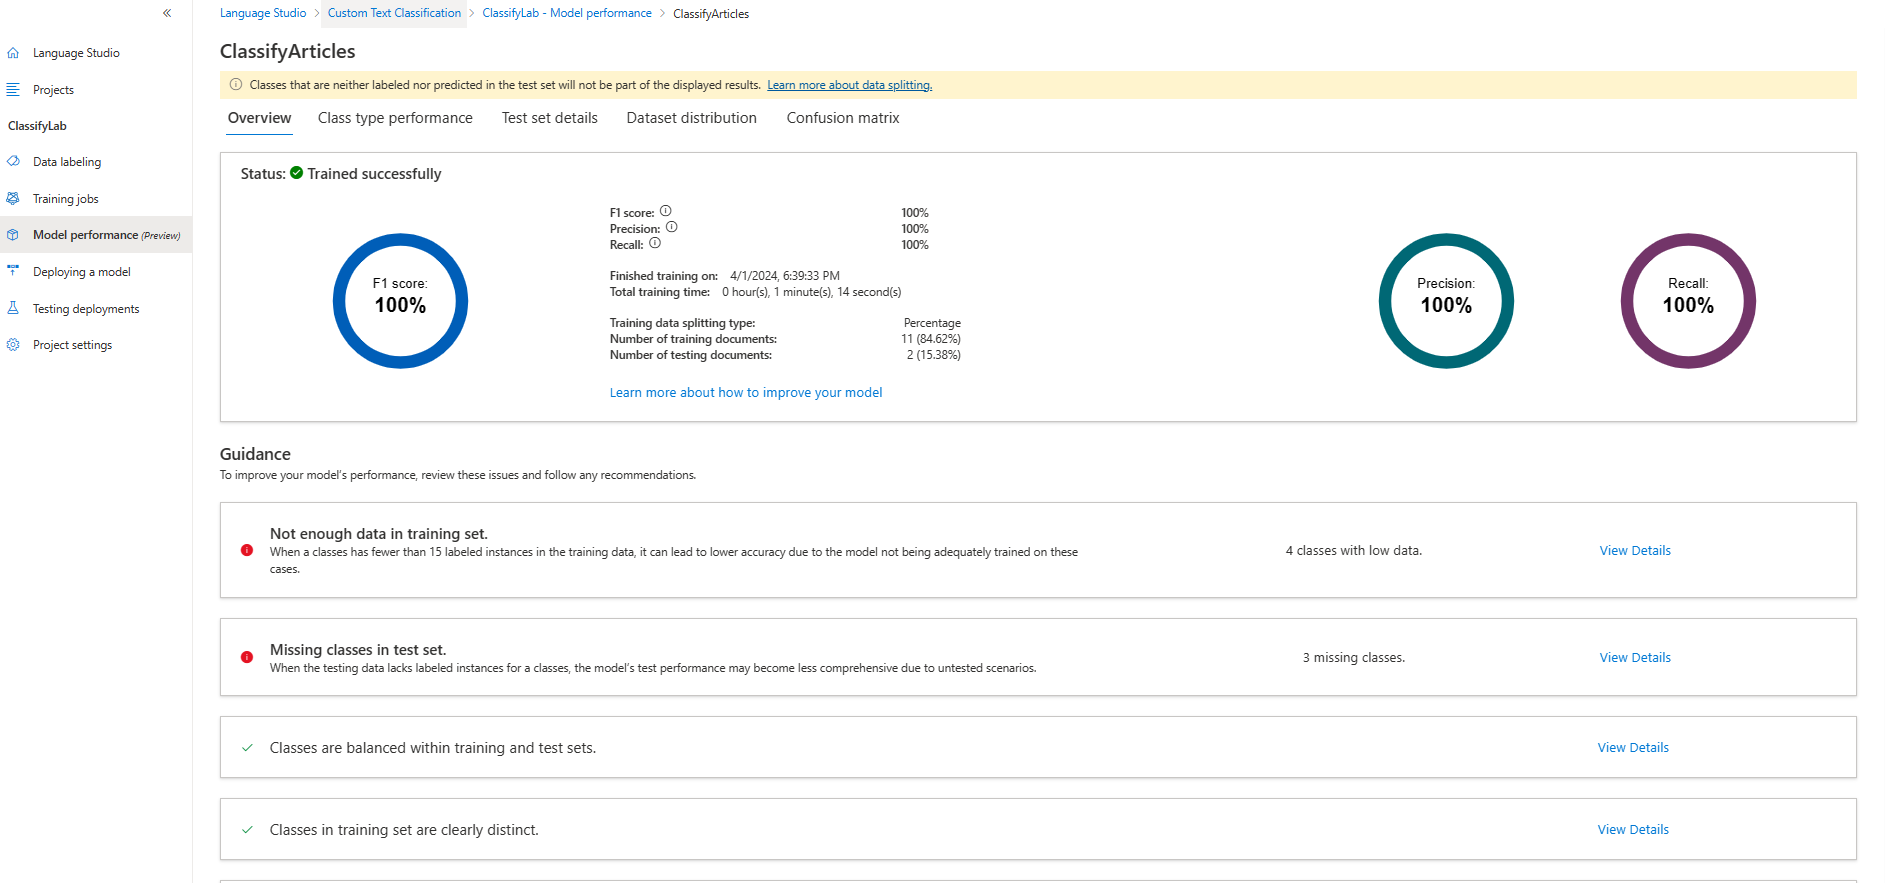 Language Studio > Custom Text Classification > ClassifyLab - Model performance > ClassifyArticles
Language Studio
Projects
ClassifyLab
Data labeling
Training jobs
Model performance (Preview)
Deploying a model
Testing deployments
Project settings
ClassifyArticles
Classes that are neither labeled nor predicted in the test set will not be part of the displayed results. Learn more about data splitting.
Overview Class type performance Test set details Dataset distribution Confusion matrix
Status: Trained successfully
F1 score:
100%
F1 score: 100%
Precision: 100%
Recall: 100%
Finished training on: 4/1/2024, 6:39:33 PM
Total training time: 0 hour(s), 1 minute(s), 14 second(s)
Training data splitting type: Percentage
Number of training documents: 11 (84.62%)
Number of testing documents: 2 (15.38%)
Learn more about how to improve your model
Precision:
100%
Recall:
100%
Guidance
To improve your model's performance, review these issues and follow any recommendations.
Not enough data in training set.
When a classes has fewer than 15 labeled instances in the training data, it can lead to lower accuracy due to the model not being adequately trained on these
cases.
4 classes with low data.
View Details
Missing classes in test set.
When the testing data lacks labeled instances for a classes, the model's test performance may become less comprehensive due to untested scenarios.
3 missing classes.
View Details
Classes are balanced within training and test sets.
View Details
Classes in training set are clearly distinct.
View Details